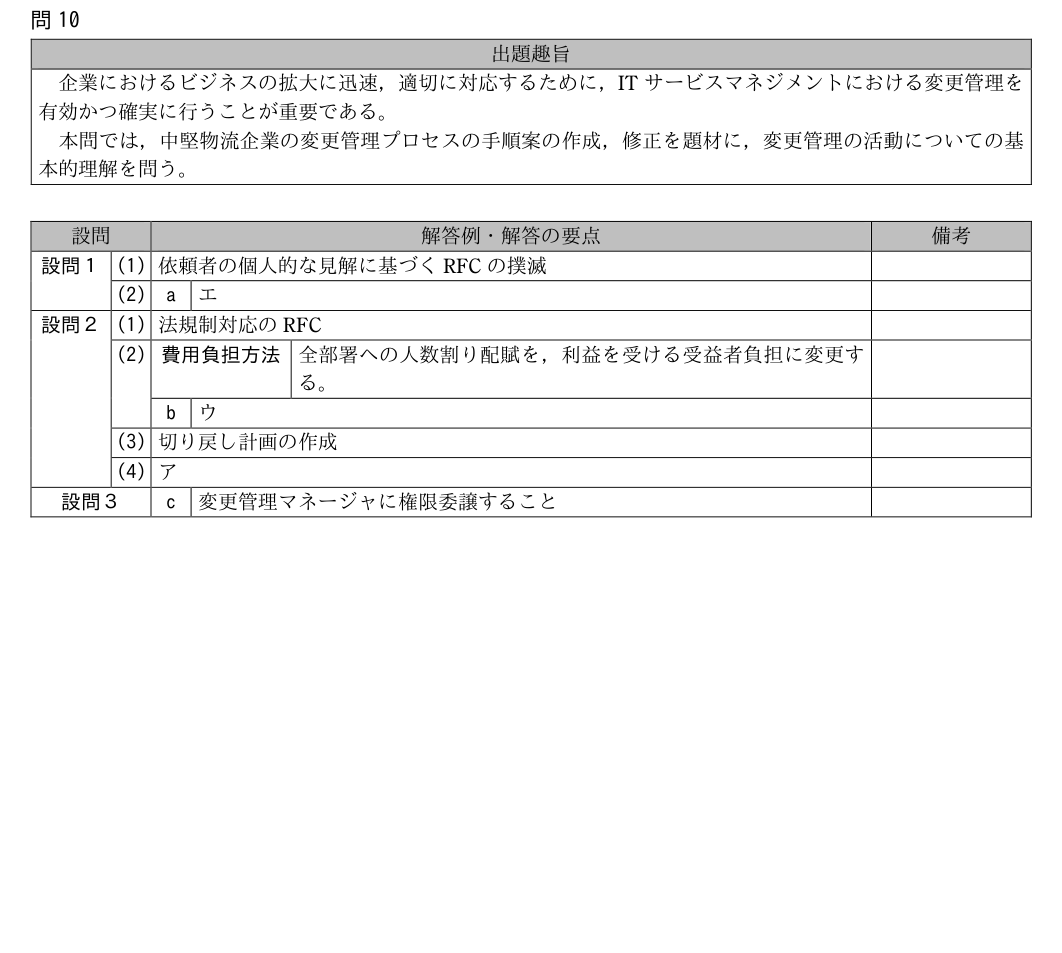 問 10
出題趣旨
企業におけるビジネスの拡大に迅速，適切に対応するために，IT サービスマネジメントにおける変更管理を
有効かつ確実に行うことが重要である。
本問では，中堅物流企業の変更管理プロセスの手順案の作成，修正を題材に，変更管理の活動についての基
本的理解を問う。
設問 解答例・解答の要点 備考
設問１ (1) 依頼者の個人的な見解に基づく RFC の撲滅
(2) a エ
設問２ (1) 法規制対応の RFC
(2) 費用負担方法 全部署への人数割り配賦を，利益を受ける受益者負担に変更す
る。
b ウ
(3) 切り戻し計画の作成
(4) ア
設問３ c 変更管理マネージャに権限委譲すること